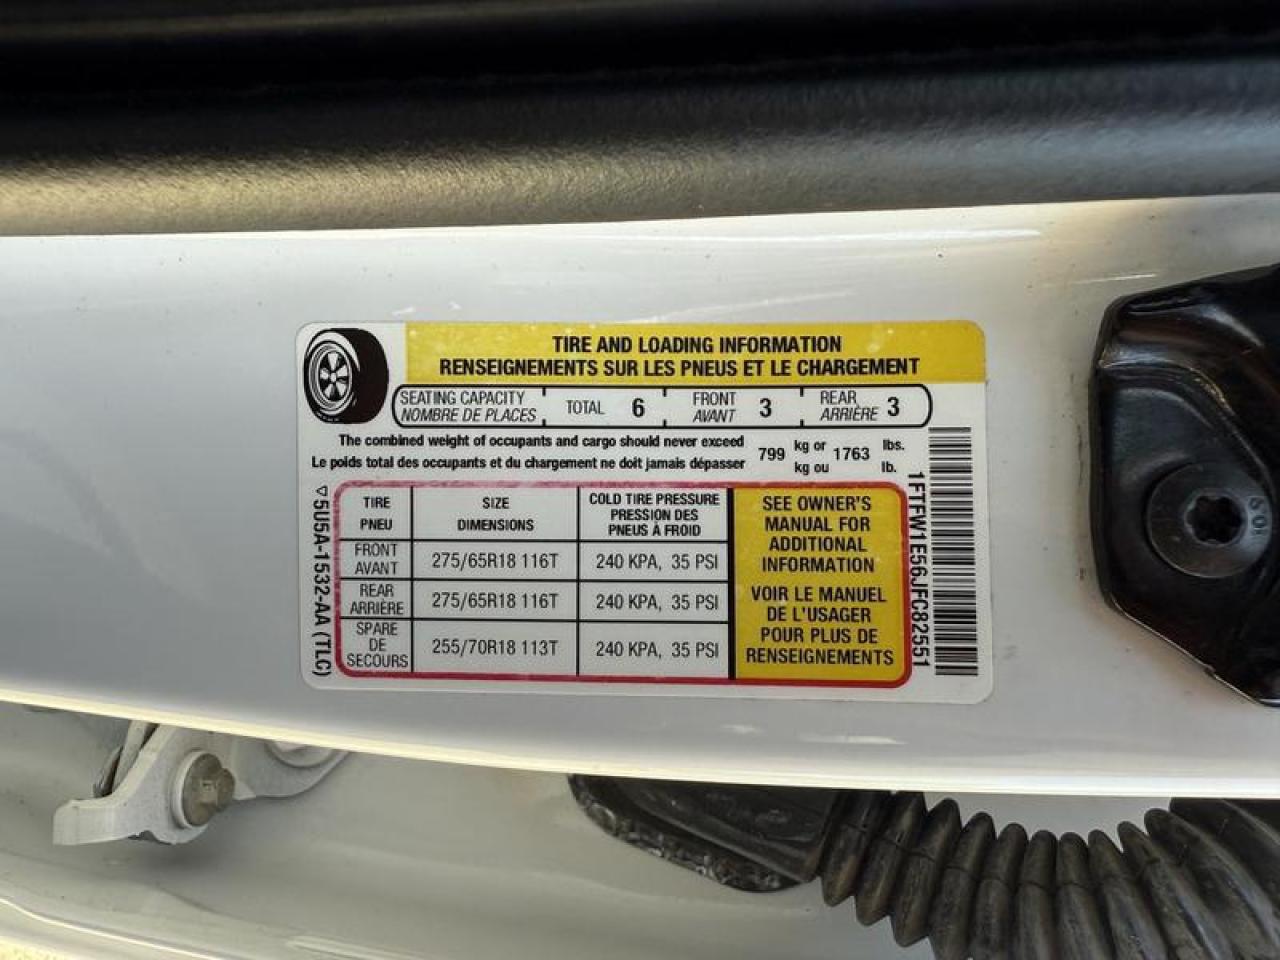 TIRE AND LOADING INFORMATION
RENSEIGNEMENTS SUR LES PNEUS ET LE CHARGEMENT
SEATING CAPACITY
NOMBRE DE PLACES
TOTAL 6
FRONT
AVANT
3
REAR
ARRIÈRE
3
The combined weight of occupants and cargo should never exceed
Le poids total des occupants et du chargement ne doit jamais dépasser
799
kg or
kg ou
1763
lbs.
lb.
TIRE
PNEU
SIZE
DIMENSIONS
COLD TIRE PRESSURE
PRESSION DES
PNEUS À FROID
FRONT
AVANT
275/65R18 116T
240 KPA, 35 PSI
REAR
ARRIÈRE
275/65R18 116T
240 KPA, 35 PSI
SPARE
DE
SECOURS
255/70R18 113T
240 KPA, 35 PSI
SEE OWNER'S
MANUAL FOR
ADDITIONAL
INFORMATION
VOIR LE MANUEL
DE L'USAGER
POUR PLUS DE
RENSEIGNEMENTS
5U5A-1532-AA (TLC)
1FTFW1E56JFC82551